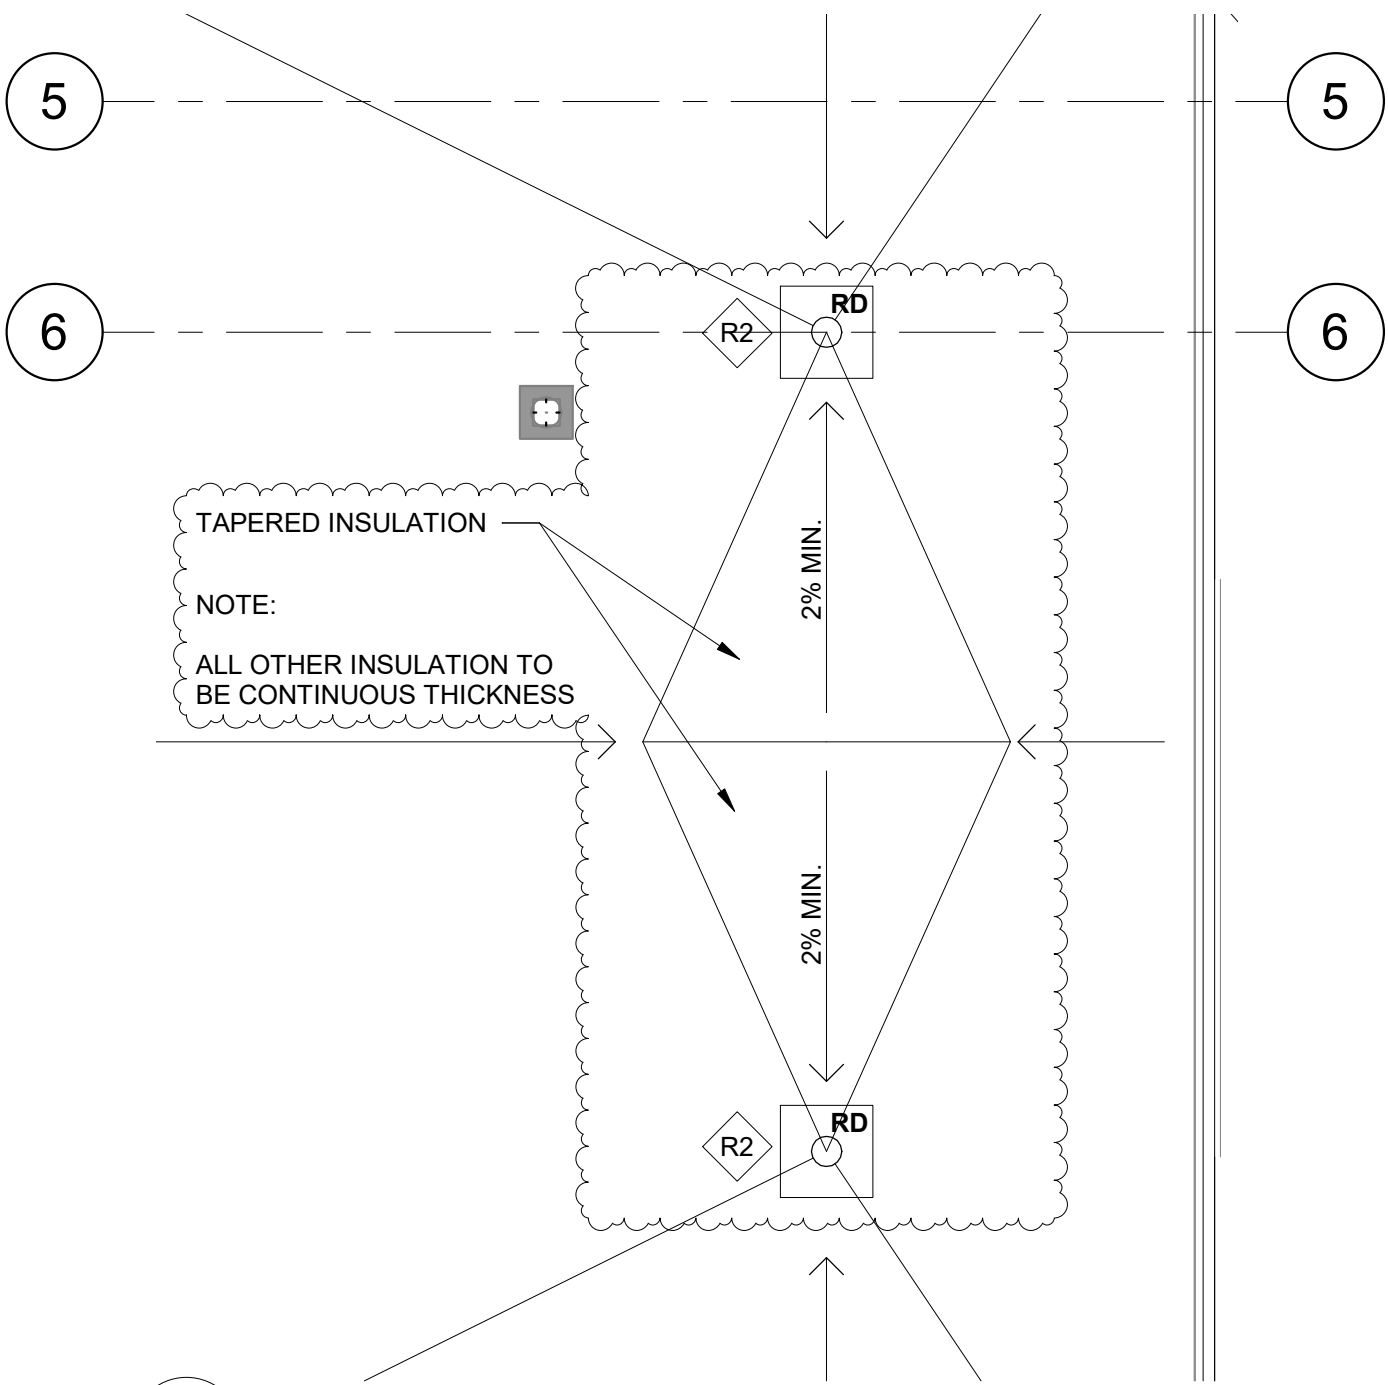 5
5
RD
R2
6
6
TAPERED INSULATION
2% MIN.
NOTE:
ALL OTHER INSULATION TO
BE CONTINUOUS THICKNESS
2% MIN.
RD
R2